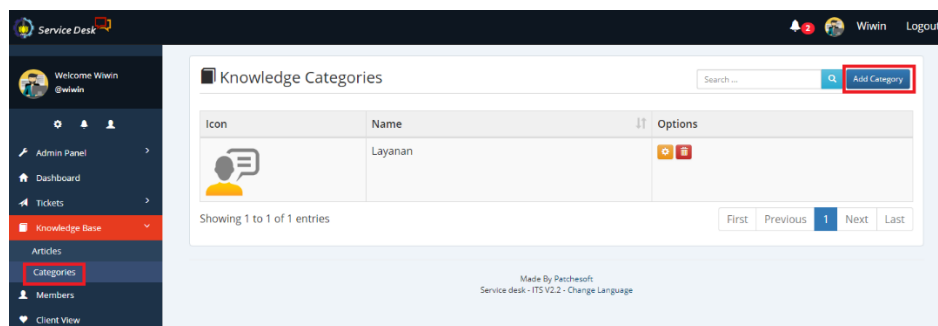 Service Desk
2
Wiwin
Logout
Welcome Wiwin
@wiwin
Admin Panel
Dashboard
Tickets
Knowledge Base
Articles
Categories
Members
Client View
Knowledge Categories
Search ...
Add Category
Icon
Name
Options
Layanan
Showing 1 to 1 of 1 entries
First
Previous
1
Next
Last
Made By Patchesoft
Service desk - ITS V2.2 - Change Language